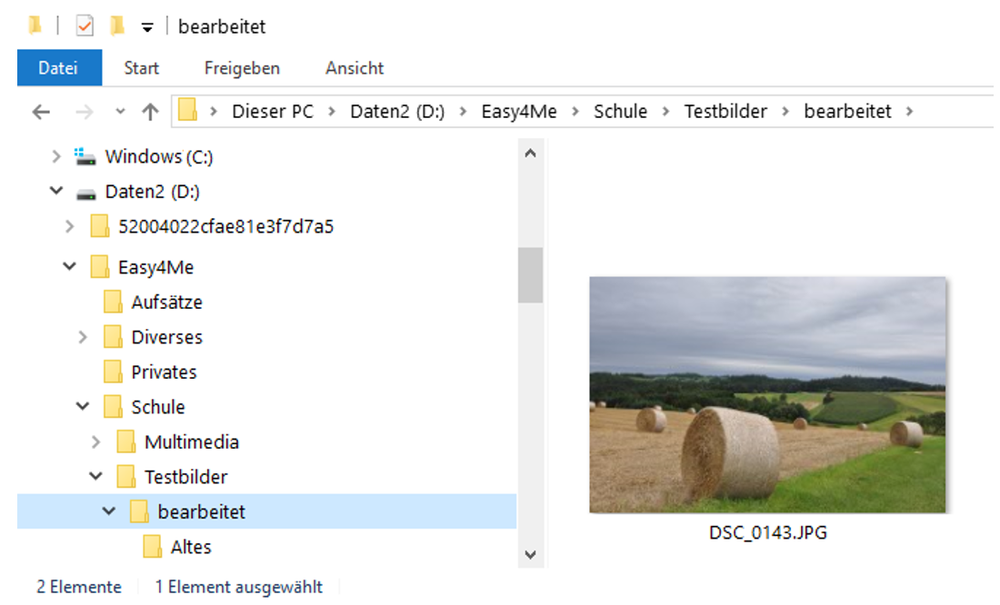 bearbeitet
Datei Start Freigeben Ansicht
Dieser PC > Daten2 (D:) > Easy4Me > Schule > Testbilder > bearbeitet >
Windows (C:)
Daten2 (D:)
52004022cfae81e3f7d7a5
Easy4Me
Aufsätze
Diverses
Privates
Schule
Multimedia
Testbilder
bearbeitet
Altes
DSC_0143.JPG
2 Elemente 1 Element ausgewählt